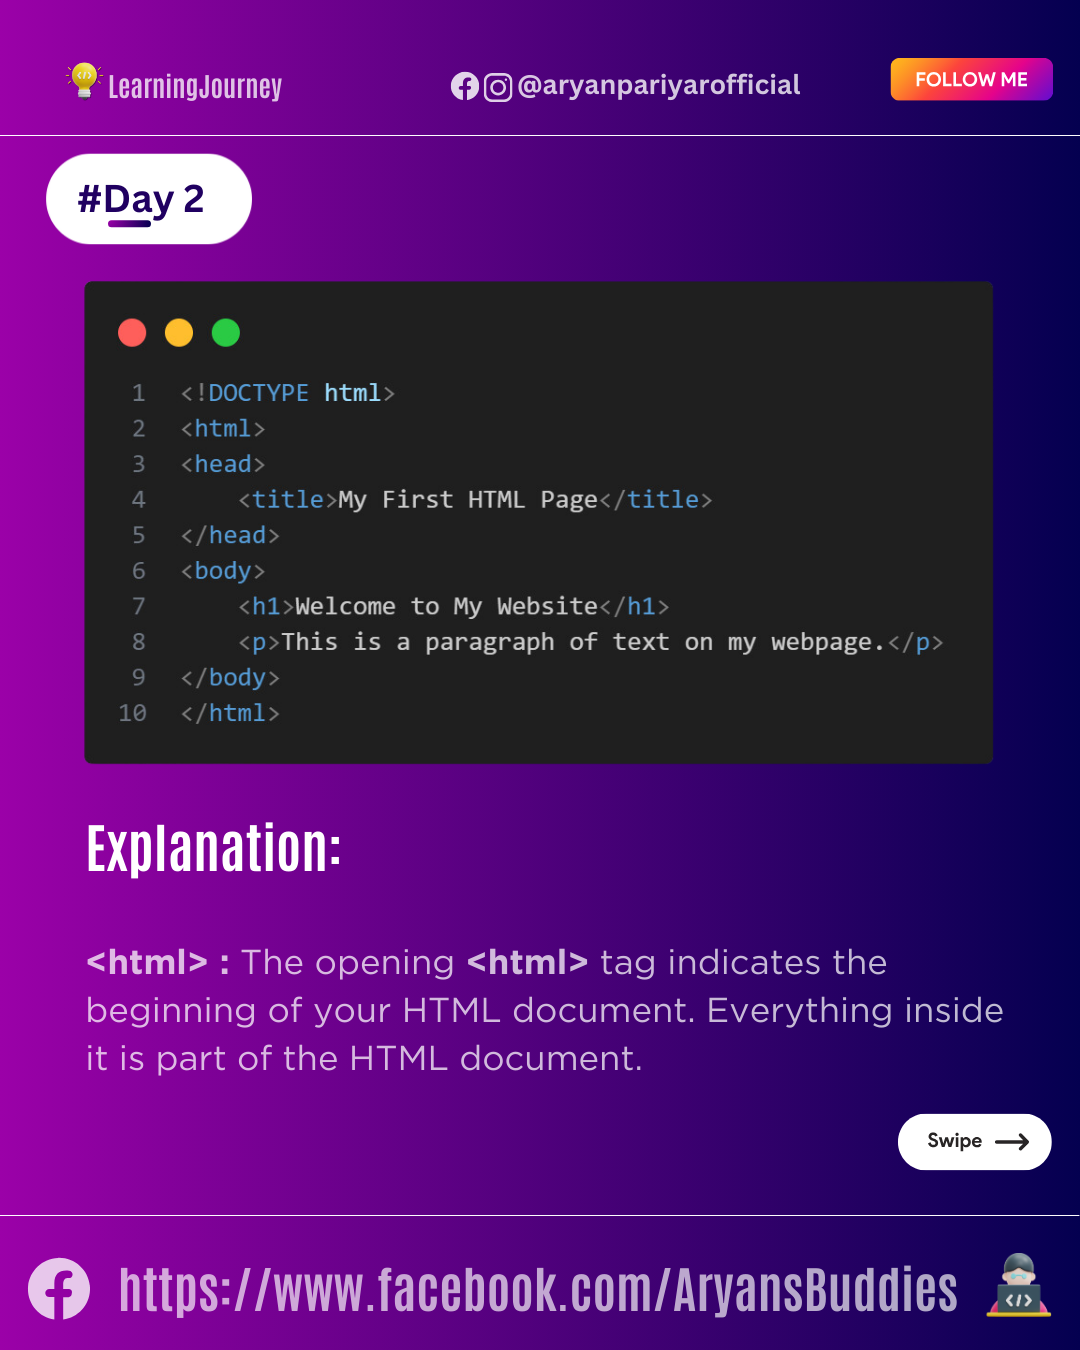 LearningJourney
@aryanpariyarofficial
FOLLOW ME
#Day 2
1 <!DOCTYPE html>
2 <html>
3 <head>
4     <title>My First HTML Page</title>
5 </head>
6 <body>
7     <h1>Welcome to My Website</h1>
8     <p>This is a paragraph of text on my webpage.</p>
9 </body>
10 </html>
Explanation:
<html> : The opening <html> tag indicates the
beginning of your HTML document. Everything inside
it is part of the HTML document.
Swipe
https://www.facebook.com/AryansBuddies